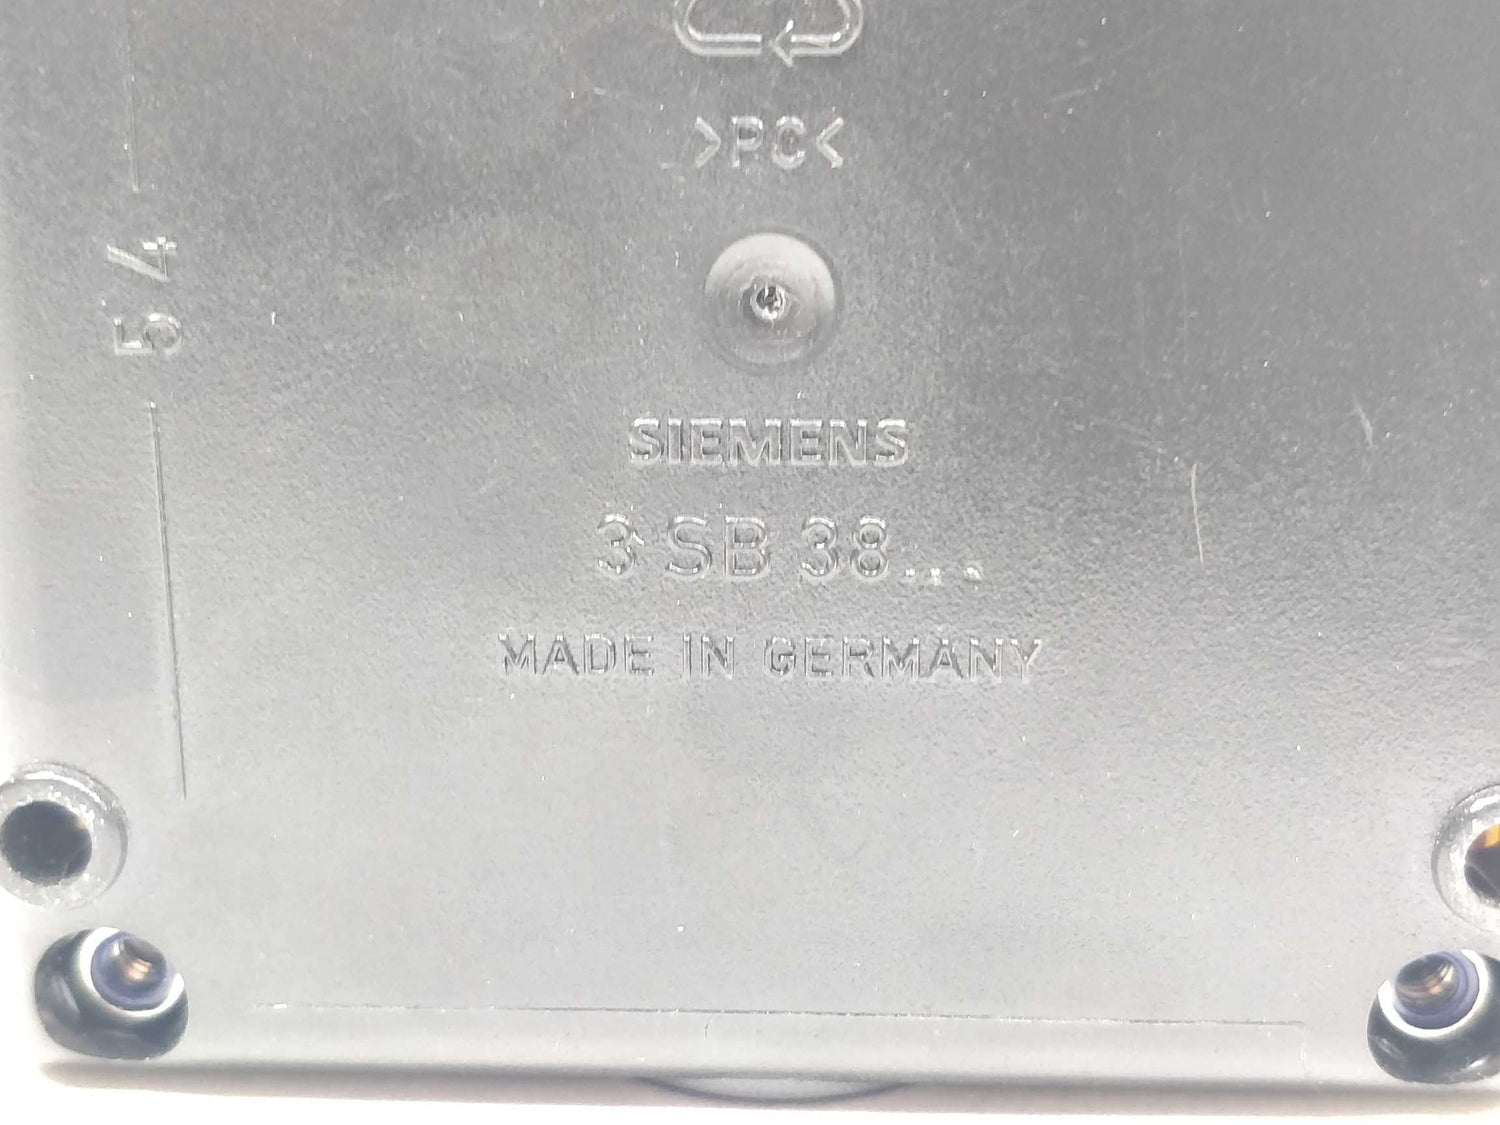 >PC<
54
SIEMENS
3 SB 38....
MADE IN GERMANY